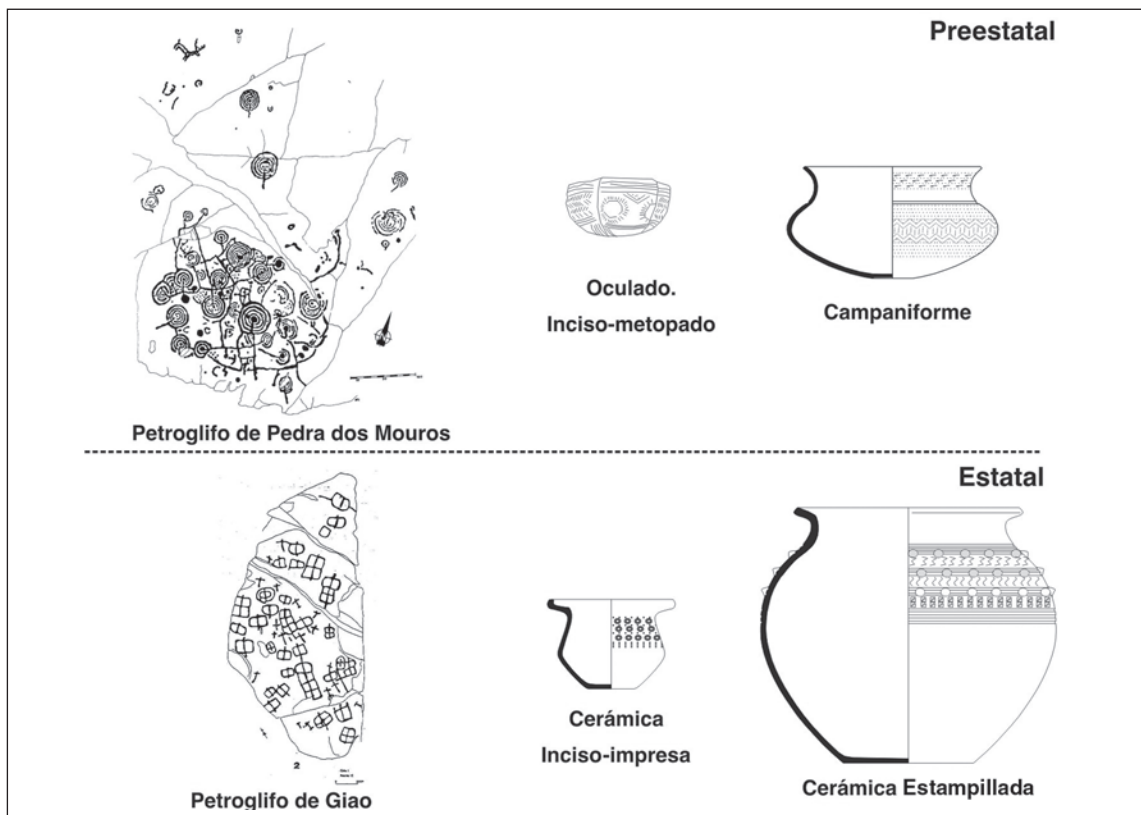 Preestatal
Oculado.
Inciso-metopado
Campaniforme
Petroglifo de Pedra dos Mouros
Estatal
2
Cerámica
Inciso-impresa
Petroglifo de Giao
Cerámica Estampillada